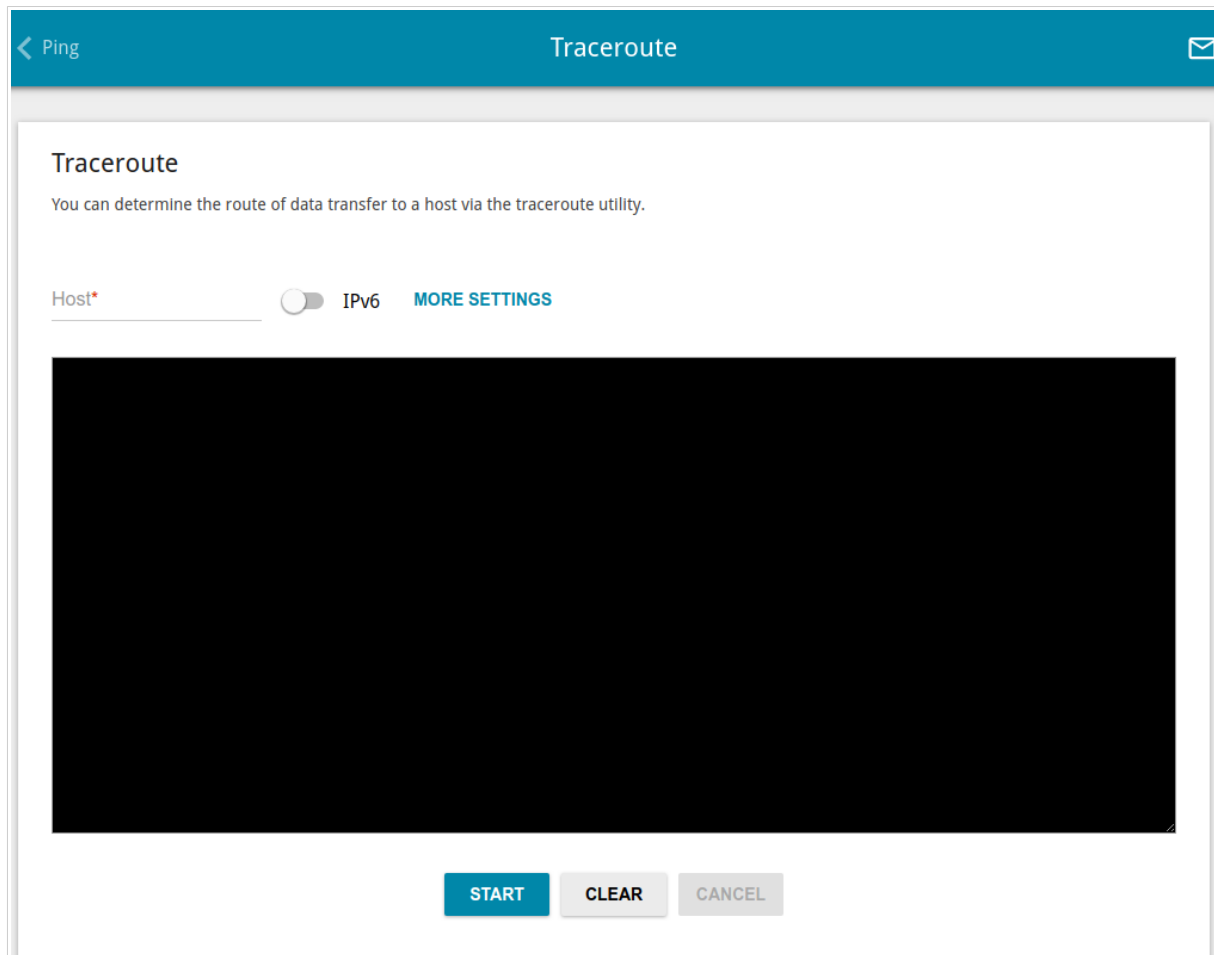 Ping
Traceroute
Traceroute
You can determine the route of data transfer to a host via the traceroute utility.
Host* IPv6 MORE SETTINGS
START CLEAR CANCEL